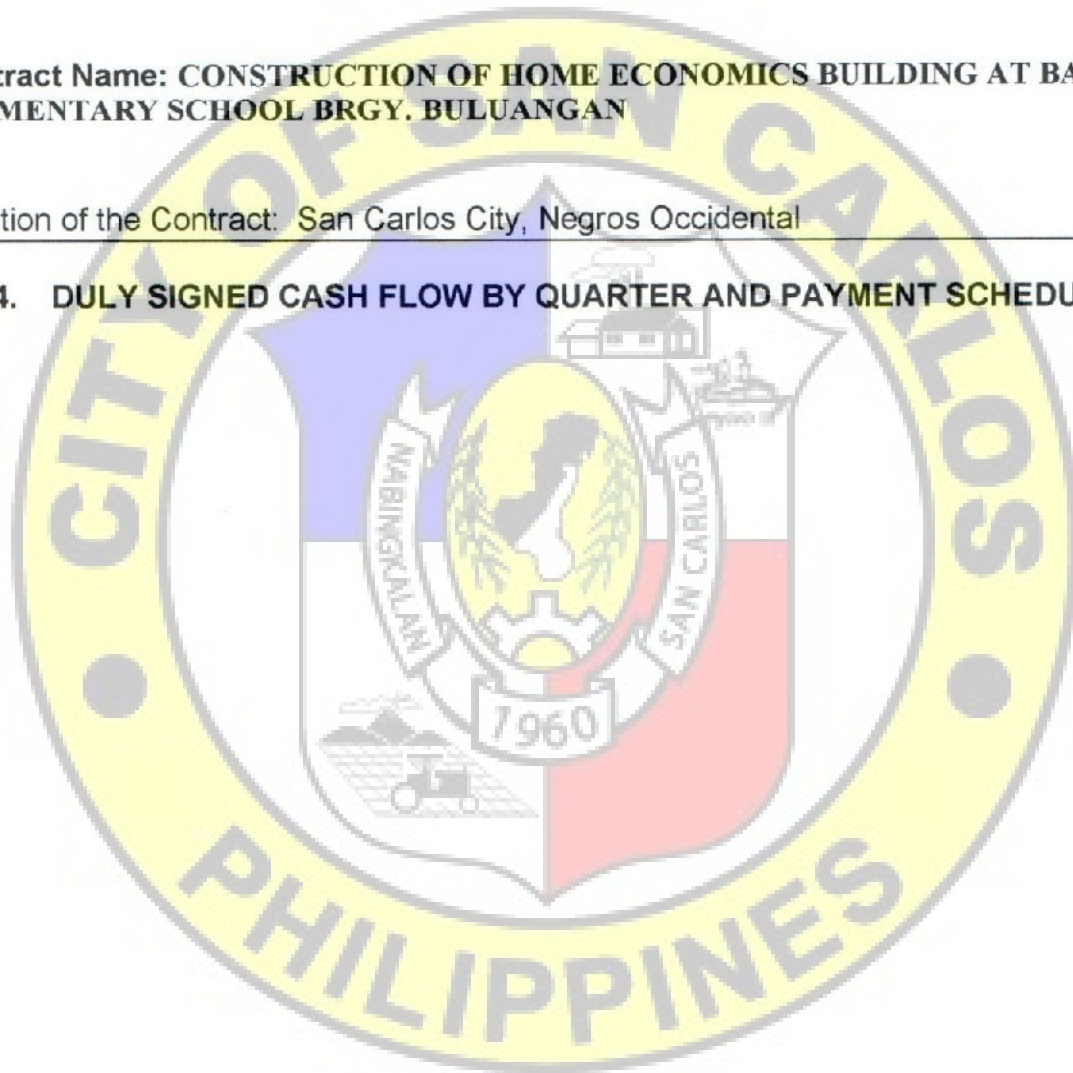 tract Name: CONSTRUCTION OF HOME ECONOMICS BUILDING AT BA
MENTARY SCHOOL BRGY. BULUANGAN
tion of the Contract: San Carlos City, Negros Occidental
4. DULY SIGNED CASH FLOW BY QUARTER AND PAYMENT SCHEDU
CITY OF SAN CARLOS
NABINGKALAN
SAN CARLOS
1960
PHILIPPINES